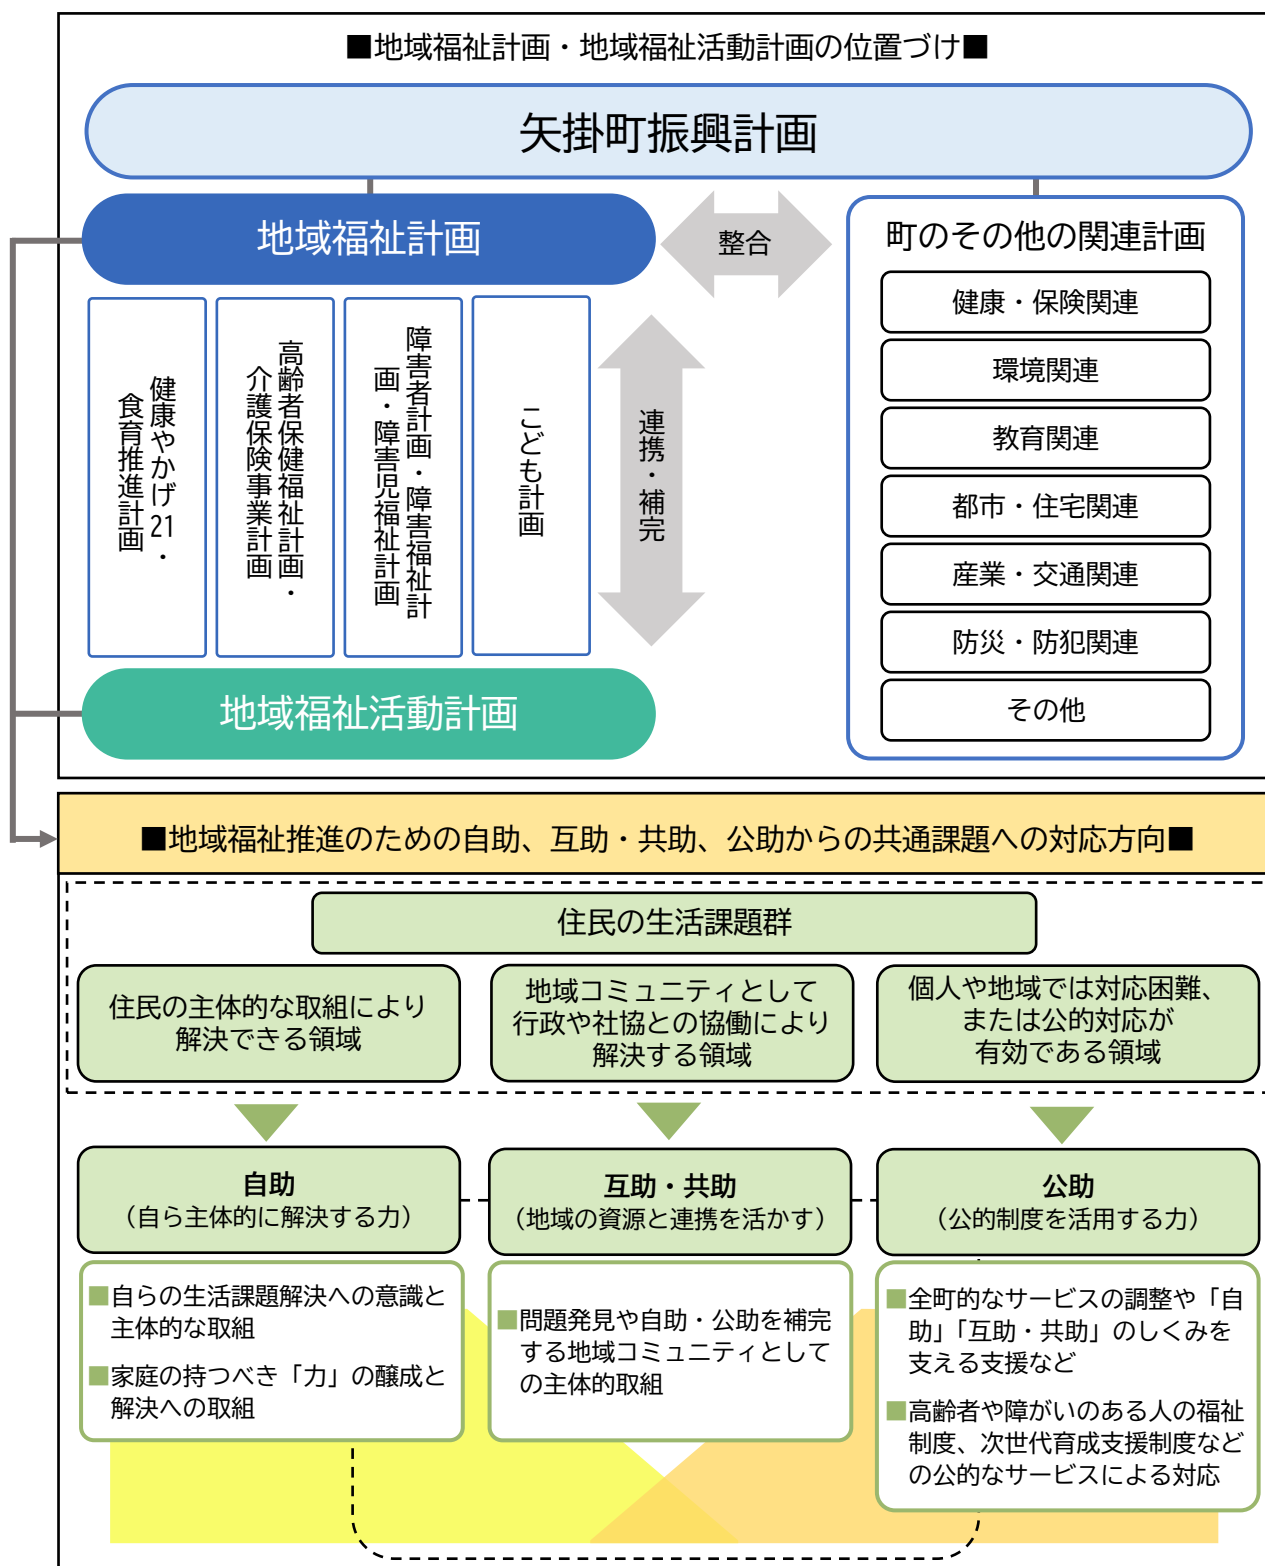 ■地域福祉計画・地域福祉活動計画の位置づけ■
矢掛町振興計画
地域福祉計画
整合
町のその他の関連計画
健康やかげ21・
食育推進計画
高齢者保健福祉計画・
介護保険事業計画
障害者計画・障害福祉計
画・障害児福祉計画
こども計画
連携・補完
健康・保険関連
環境関連
教育関連
都市・住宅関連
産業・交通関連
防災・防犯関連
その他
地域福祉活動計画
■地域福祉推進のための自助、互助・共助、公助からの共通課題への対応方向■
住民の生活課題群
住民の主体的な取組により
解決できる領域
地域コミュニティとして
行政や社協との協働により
解決する領域
個人や地域では対応困難、
または公的対応が
有効である領域
自助
（自ら主体的に解決する力）
互助・共助
（地域の資源と連携を活かす）
公助
（公的制度を活用する力）
■自らの生活課題解決への意識と
主体的な取組
■家庭の持つべき「力」の醸成と
解決への取組
■問題発見や自助・公助を補完
する地域コミュニティとして
の主体的取組
■全町的なサービスの調整や「自
助」「互助・共助」のしくみを
支える支援など
■高齢者や障がいのある人の福祉
制度、次世代育成支援制度など
の公的なサービスによる対応